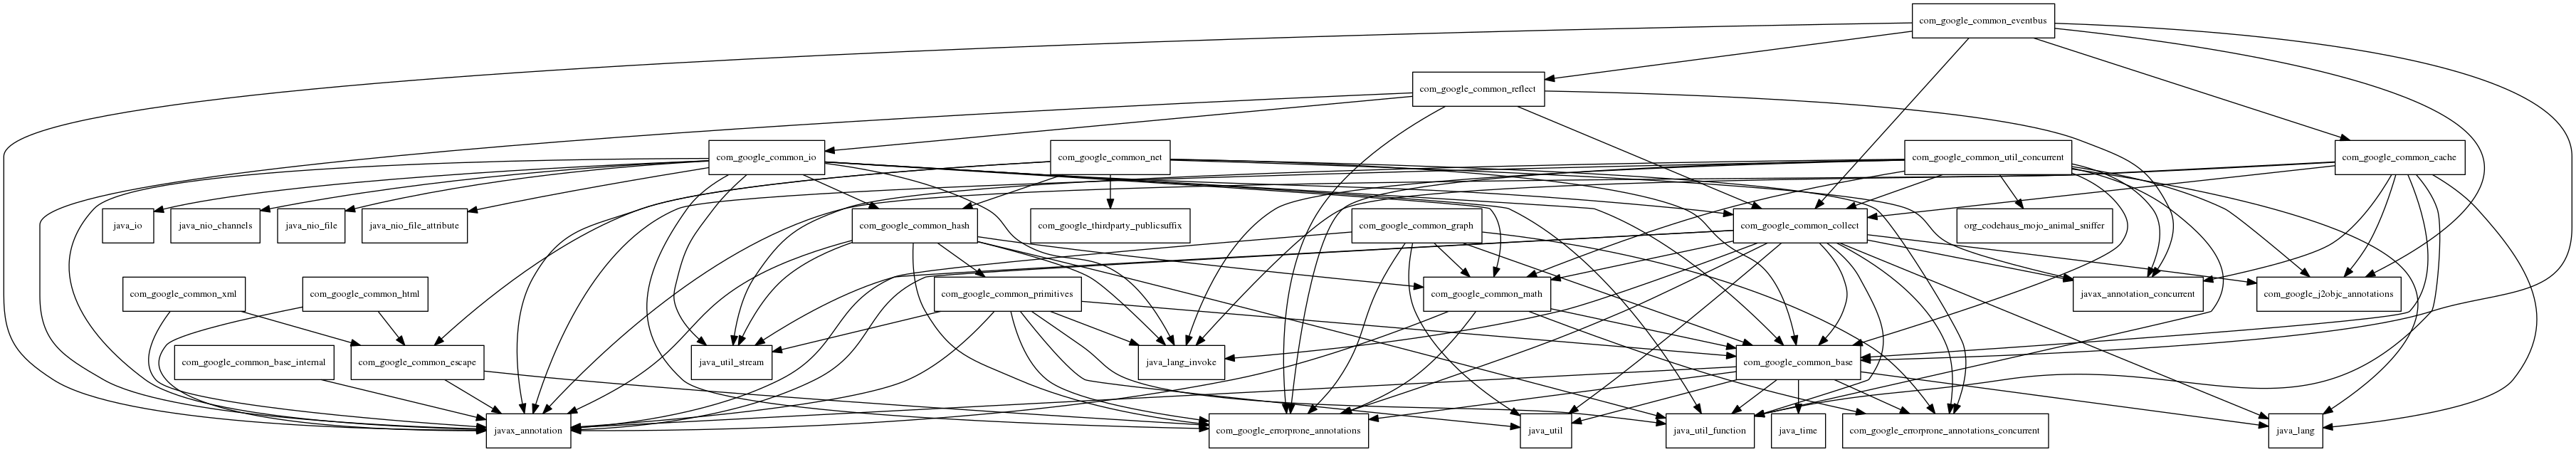 com_google_common_eventbus
com_google_common_reflect
com_google_common_io
com_google_common_net
com_google_common_util_concurrent
com_google_common_cache
java_io
java_nio_channels
java_nio_file
java_nio_file_attribute
com_google_common_hash
com_google_thirdparty_publicsuffix
com_google_common_graph
com_google_common_collect
org_codehaus_mojo_animal_sniffer
com_google_common_xml
com_google_common_html
com_google_common_primitives
com_google_common_math
javax_annotation_concurrent
com_google_j2objc_annotations
com_google_common_base_internal
com_google_common_escape
java_util_stream
java_lang_invoke
com_google_common_base
javax_annotation
com_google_errorprone_annotations
java_util
java_util_function
java_time
com_google_errorprone_annotations_concurrent
java_lang